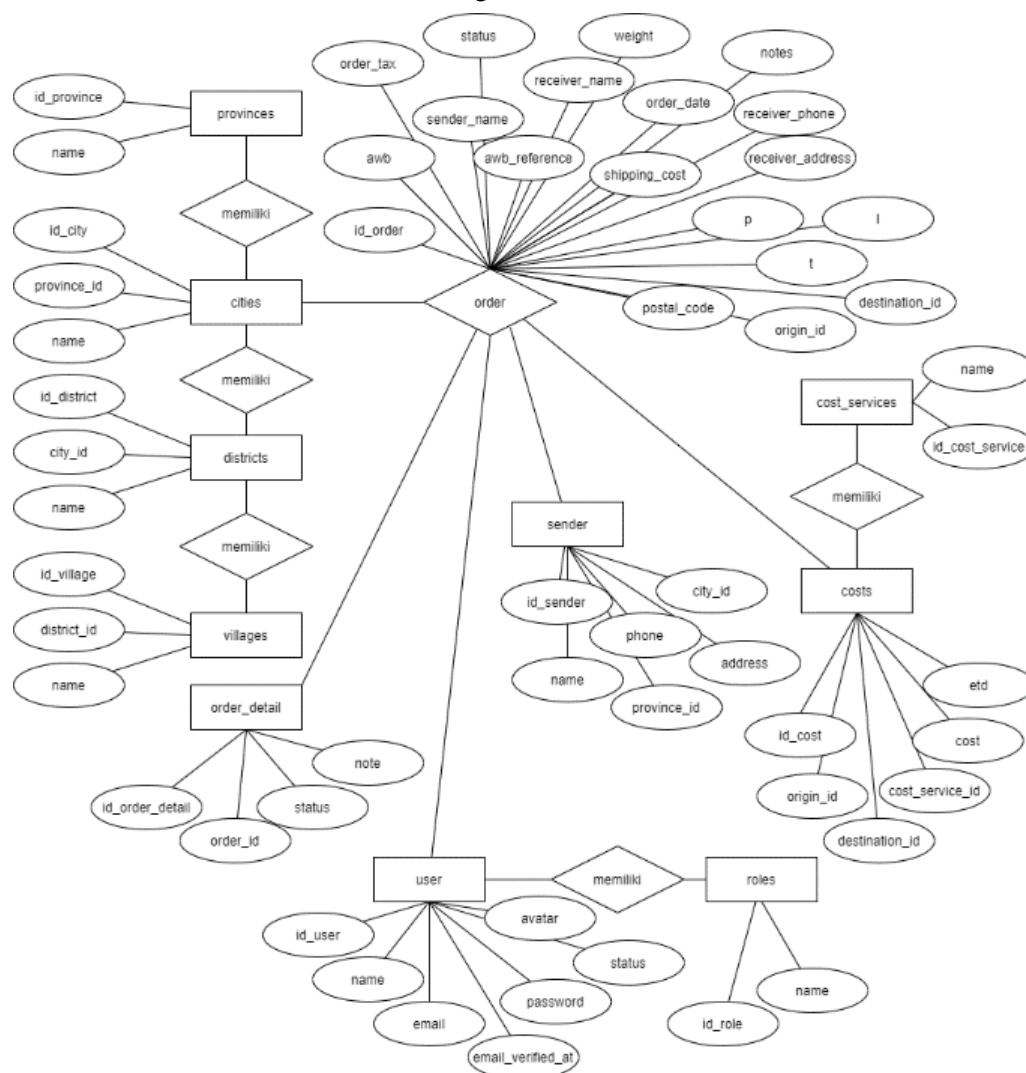 status
weight
order_tax
receiver_name
notes
id_province
provinces
sender_name
order_date
receiver_phone
name
awb
awb_reference
shipping_cost
receiver_address
memiliki
id_city
id_order
p
l
t
province_id
cities
order
postal_code
destination_id
origin_id
name
memiliki
name
id_district
cost_services
city_id
districts
id_cost_service
name
memiliki
memiliki
sender
id_village
id_sender
city_id
costs
district_id
villages
phone
name
name
address
order_detail
province_id
etd
note
id_cost
cost
id_order_detail
status
origin_id
cost_service_id
order_id
destination_id
user
memiliki
roles
avatar
id_user
status
name
password
name
email
id_role
email_verified_at